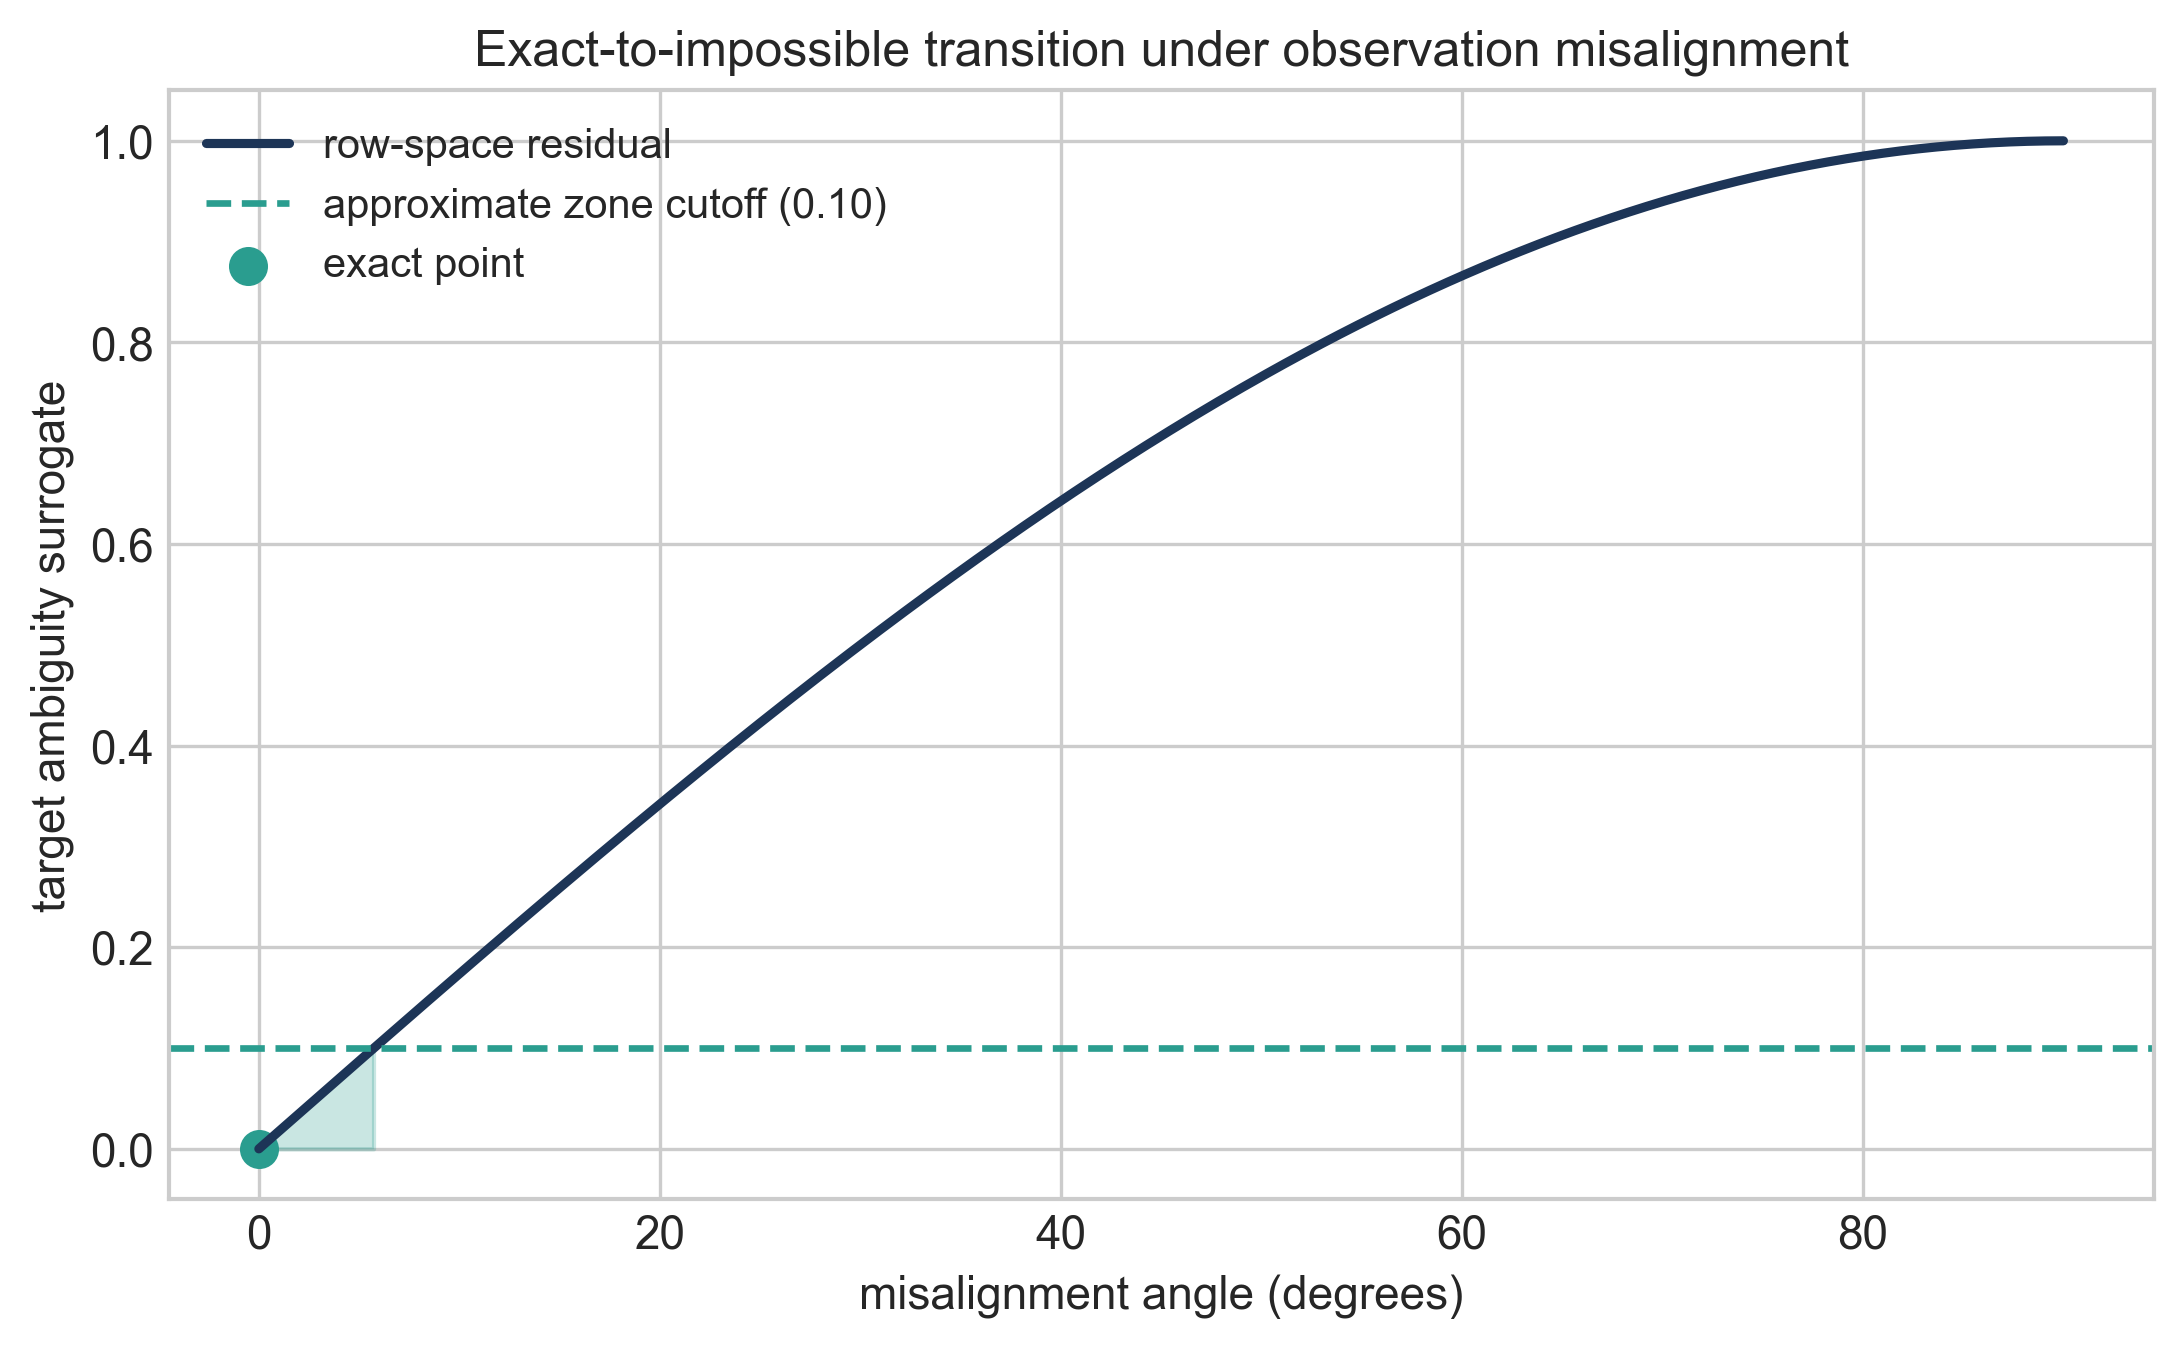 Exact-to-impossible transition under observation misalignment
row-space residual
approximate zone cutoff (0.10)
exact point
target ambiguity surrogate
1.0
0.8
0.6
0.4
0.2
0.0
0 20 40 60 80
misalignment angle (degrees)